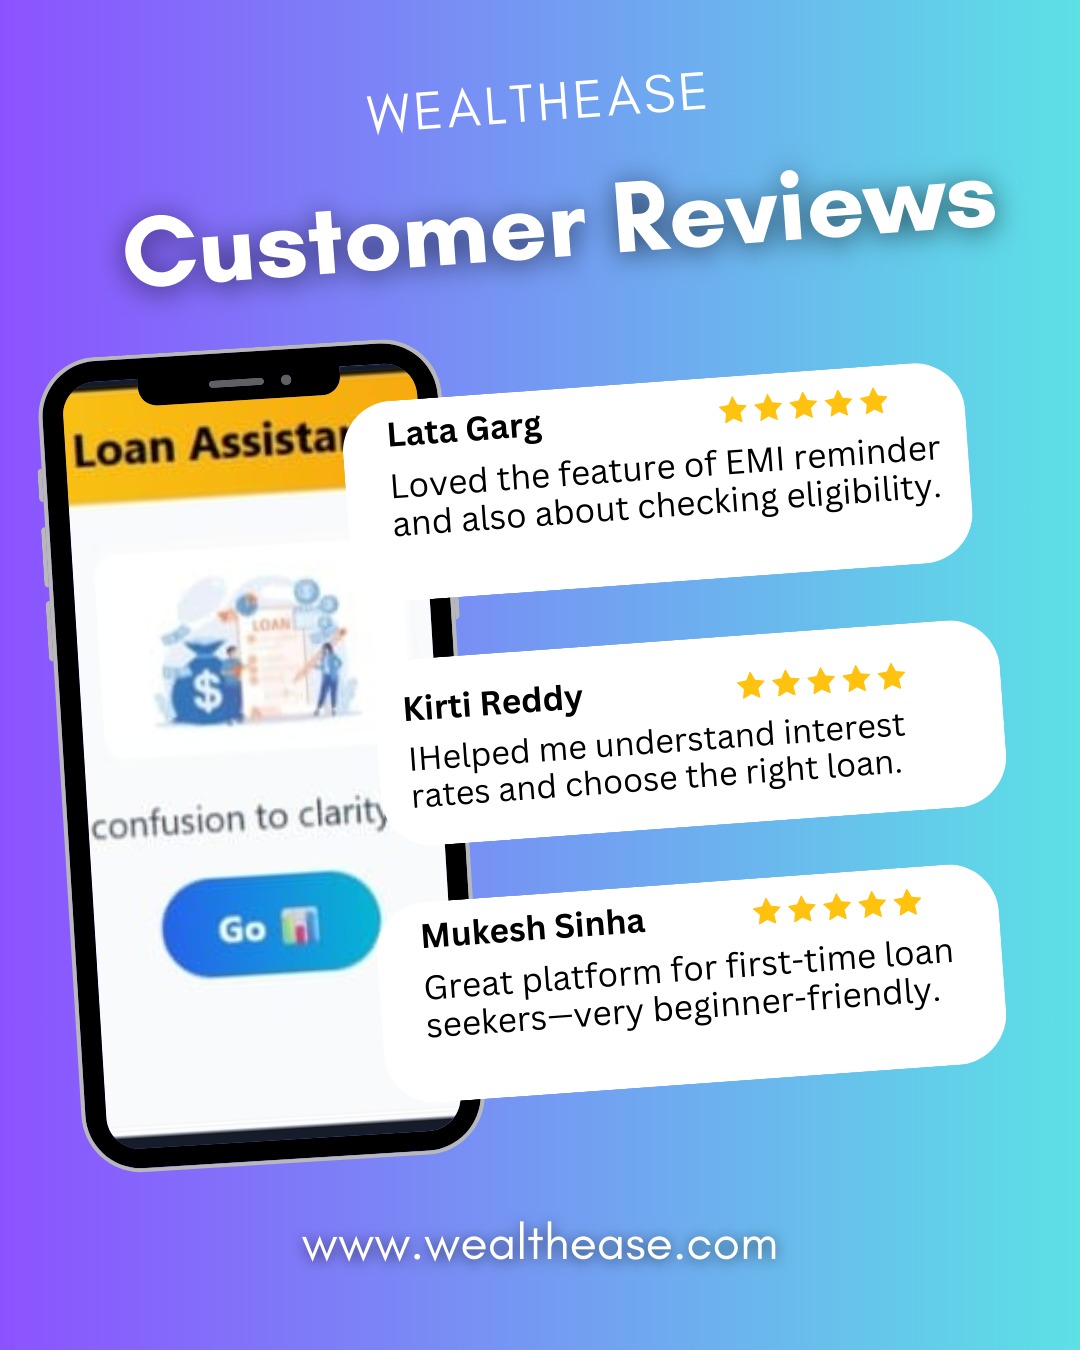 WEALTHEASE
Customer Reviews
Loan Assista
LOAN
$
confusion to clarity
Go
Lata Garg
Loved the feature of EMI reminder
and also about checking eligibility.
Kirti Reddy
IHelped me understand interest
rates and choose the right loan.
Mukesh Sinha
Great platform for first-time loan
seekers—very beginner-friendly.
www.wealthease.com